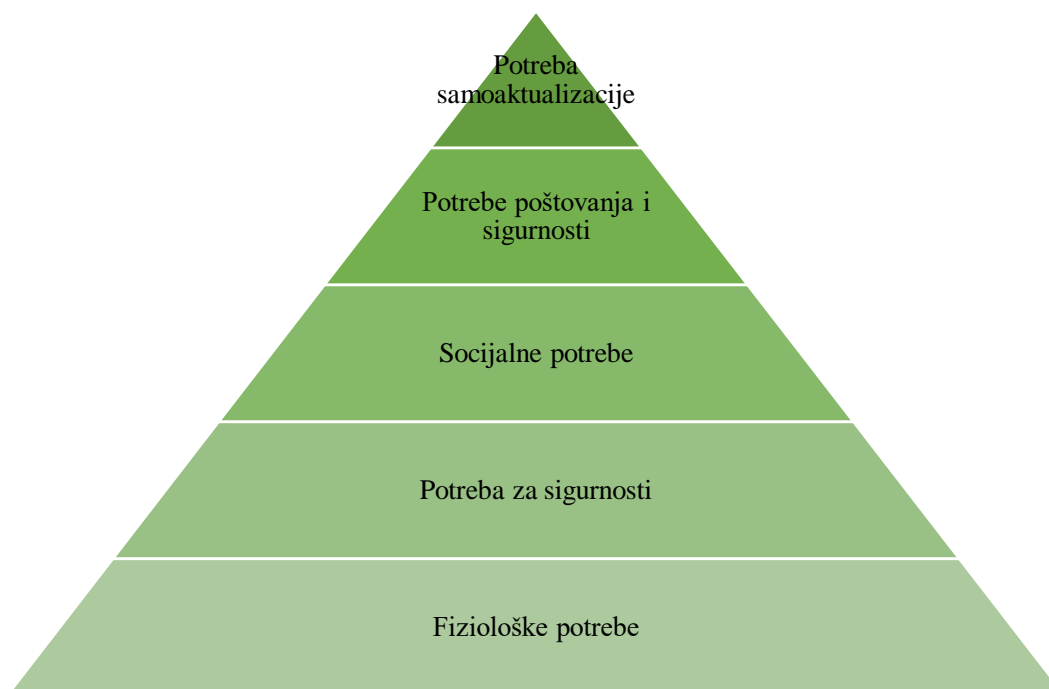 Potreba
samoaktualizacije
Potrebe poštovanja i
sigurnosti
Socijalne potrebe
Potreba za sigurnosti
Fiziološke potrebe